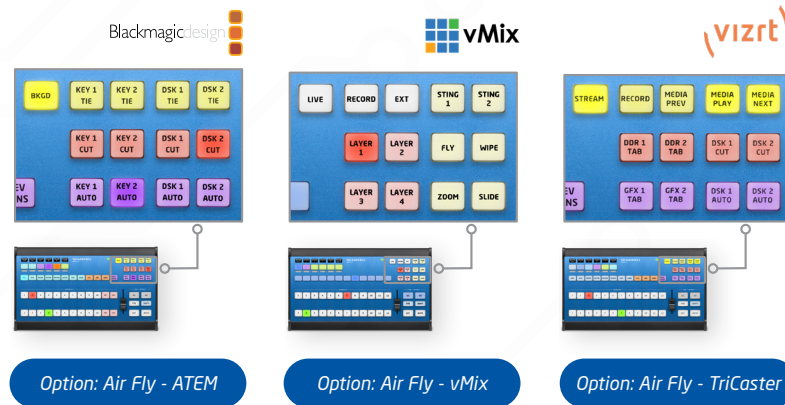 Blackmagicdesign
vMix
vizrt
BKGD
KEY 1 TIE
KEY 2 TIE
DSK 1 TIE
DSK 2 TIE
KEY 1 CUT
KEY 2 CUT
DSK 1 CUT
DSK 2 CUT
EV
NS
KEY 1 AUTO
KEY 2 AUTO
DSK 1 AUTO
DSK 2 AUTO
LIVE
RECORD
EXT
STING 1
STING 2
LAYER 1
LAYER 2
FLY
WIPE
LAYER 3
LAYER 4
ZOOM
SLIDE
STREAM
RECORD
MEDIA PREV
MEDIA PLAY
MEDIA NEXT
DDR 1 TAB
DDR 2 TAB
DSK 1 CUT
DSK 2 CUT
EV
NS
GFX 1 TAB
GFX 2 TAB
DSK 1 AUTO
DSK 2 AUTO
Option: Air Fly - ATEM
Option: Air Fly - vMix
Option: Air Fly - TriCaster